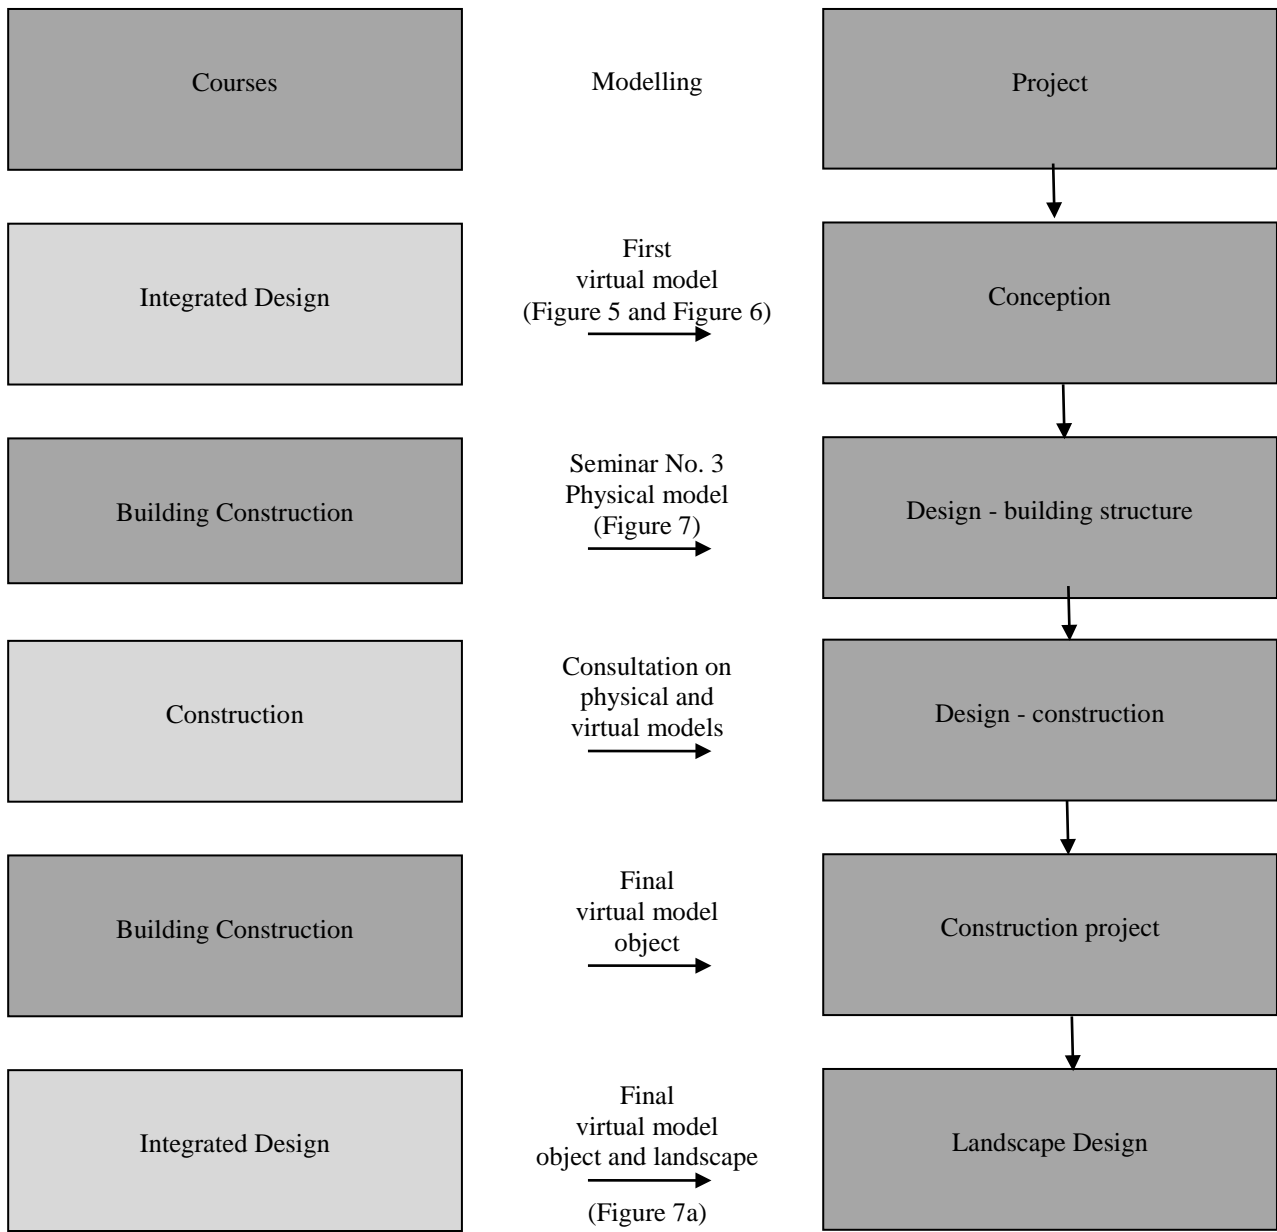 Courses
Modelling
Project
Integrated Design
First
virtual model
(Figure 5 and Figure 6)
Conception
Building Construction
Seminar No. 3
Physical model
(Figure 7)
Design - building structure
Construction
Consultation on
physical and
virtual models
Design - construction
Building Construction
Final
virtual model
object
Construction project
Integrated Design
Final
virtual model
object and landscape
(Figure 7a)
Landscape Design